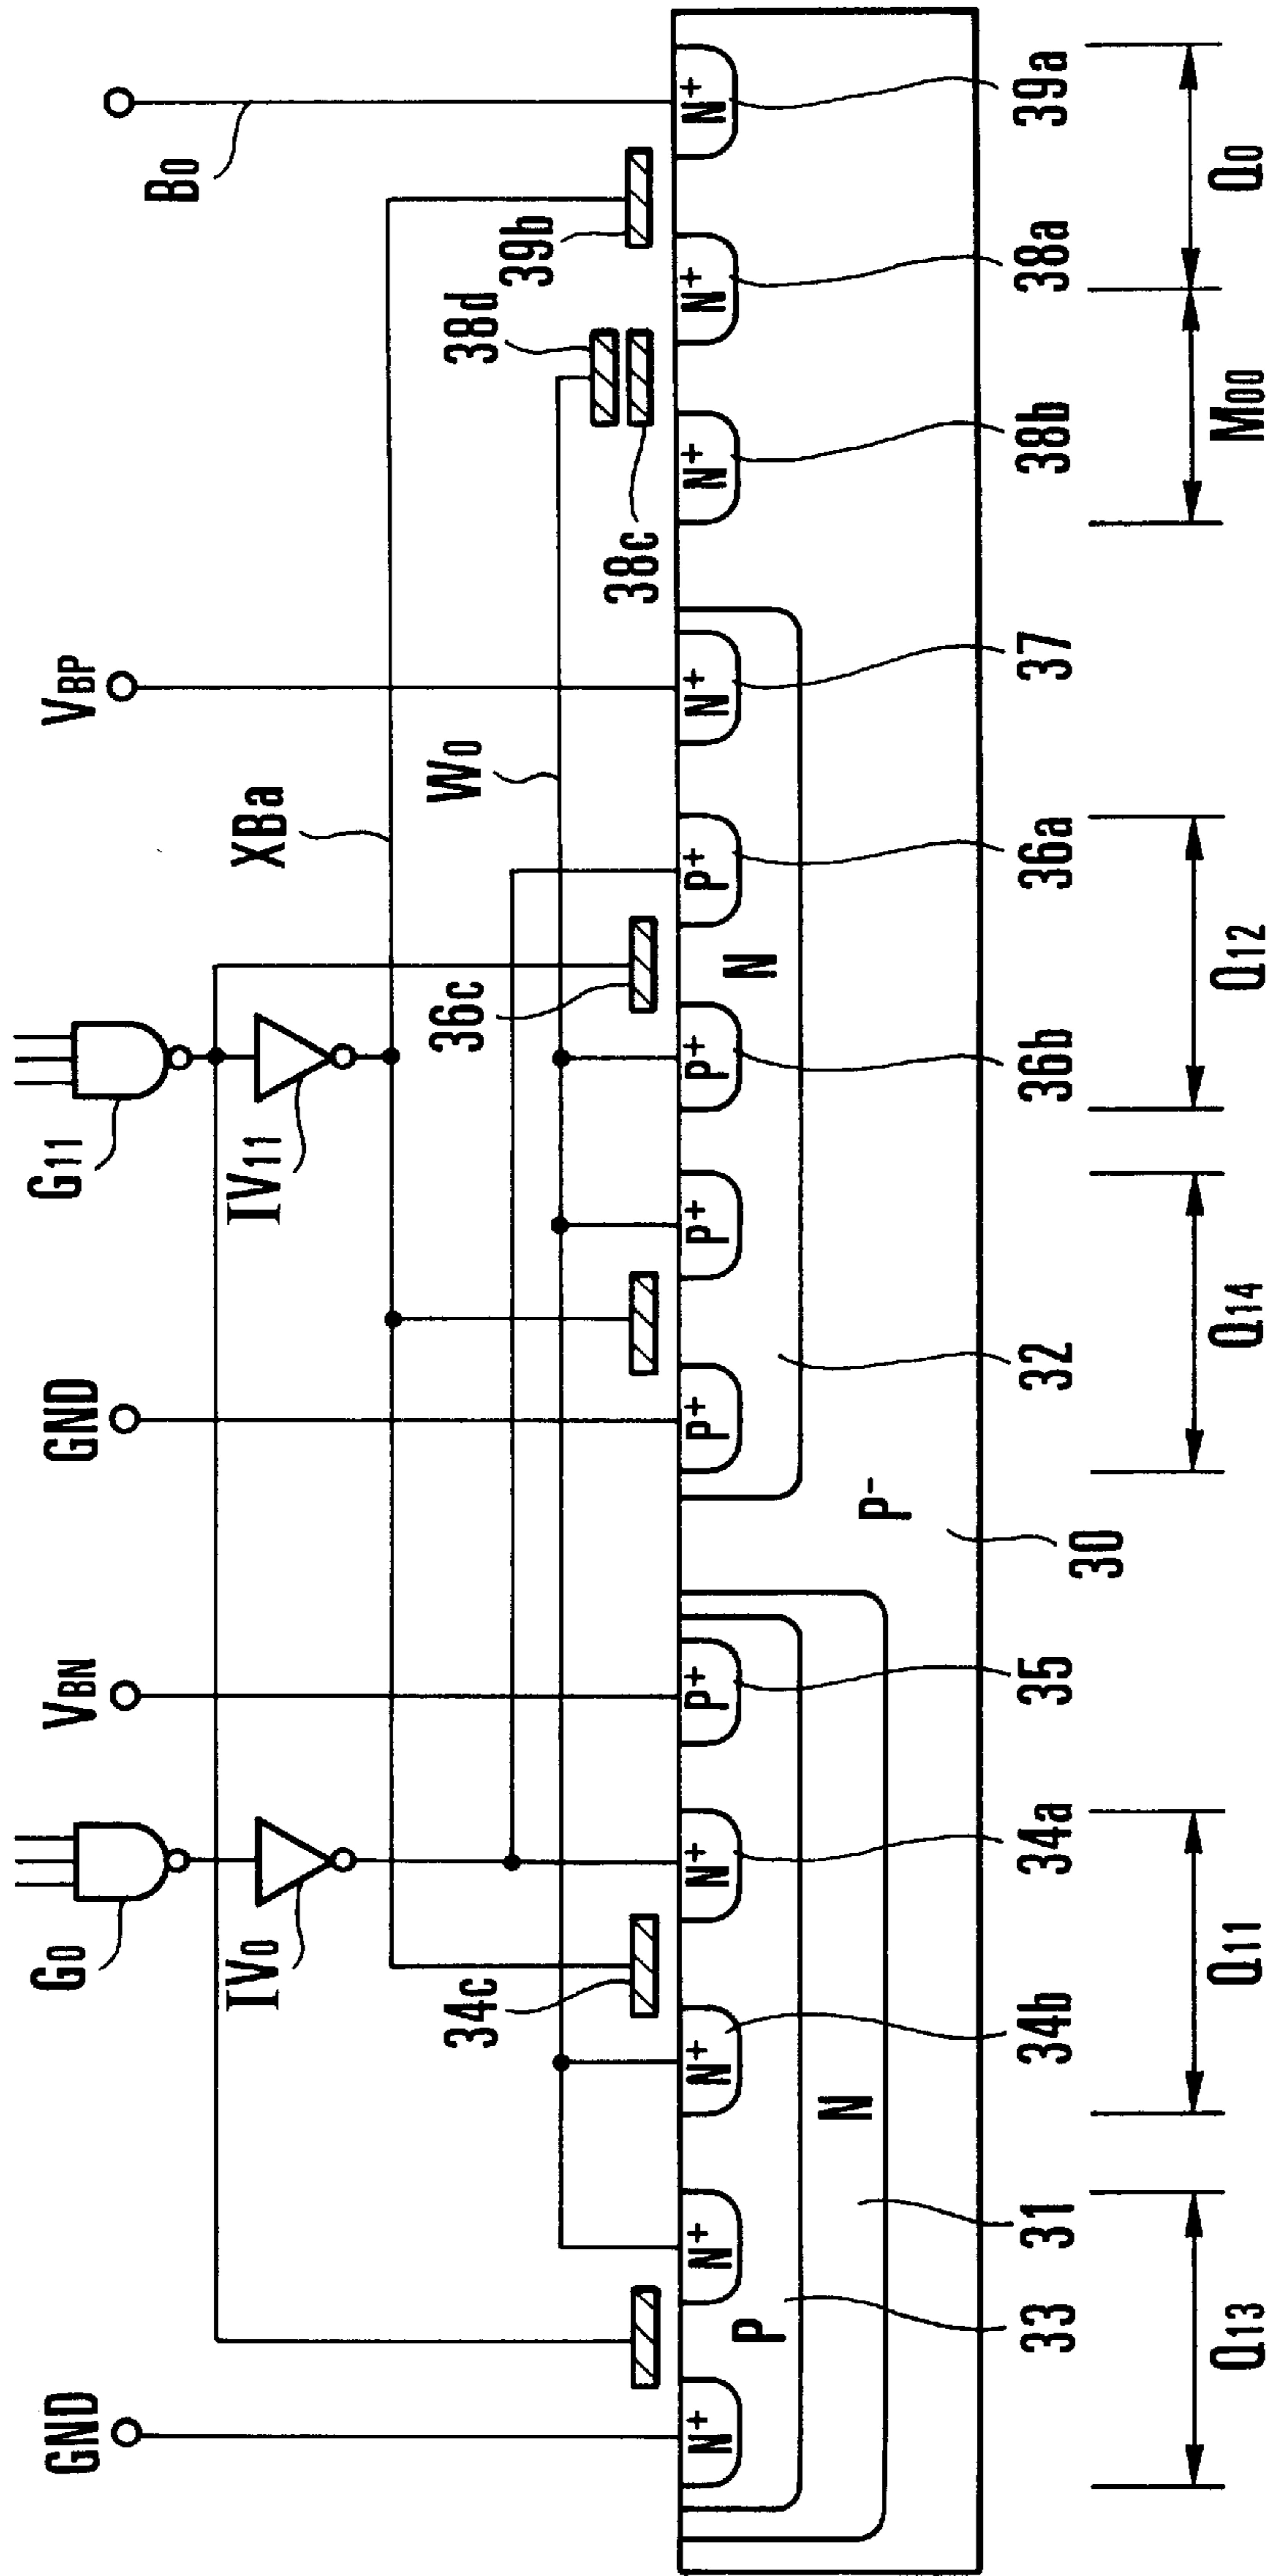 GND
G0
IV0
VBN
GND
G11
IV11
VBP
B0
XBa
W0
34c
36c
38c
38d
39b
N+
N+
N+
N+
P+
P+
P+
P+
P+
N+
N+
N+
N+
P
N
N
P-
33
31
34b
34a
35
30
32
36b
36a
37
38b
38a
39a
Q13
Q11
Q14
Q12
M00
Q0